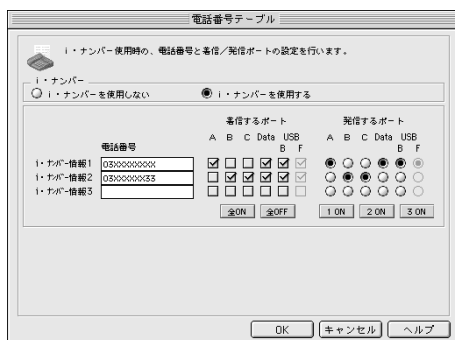 電話番号テーブル
i・ナンバー使用時の、電話番号と着信/発信ポートの設定を行います。
i・ナンバー
i・ナンバーを使用しない i・ナンバーを使用する
着信するポート 発信するポート
A B C Data USB A B C Data USB
電話番号 B F B F
i・ナンバー情報1 03XXXXXXXX
i・ナンバー情報2 03XXXXXX33
i・ナンバー情報3
全ON 全OFF 1 ON 2 ON 3 ON
OK キャンセル ヘルプ